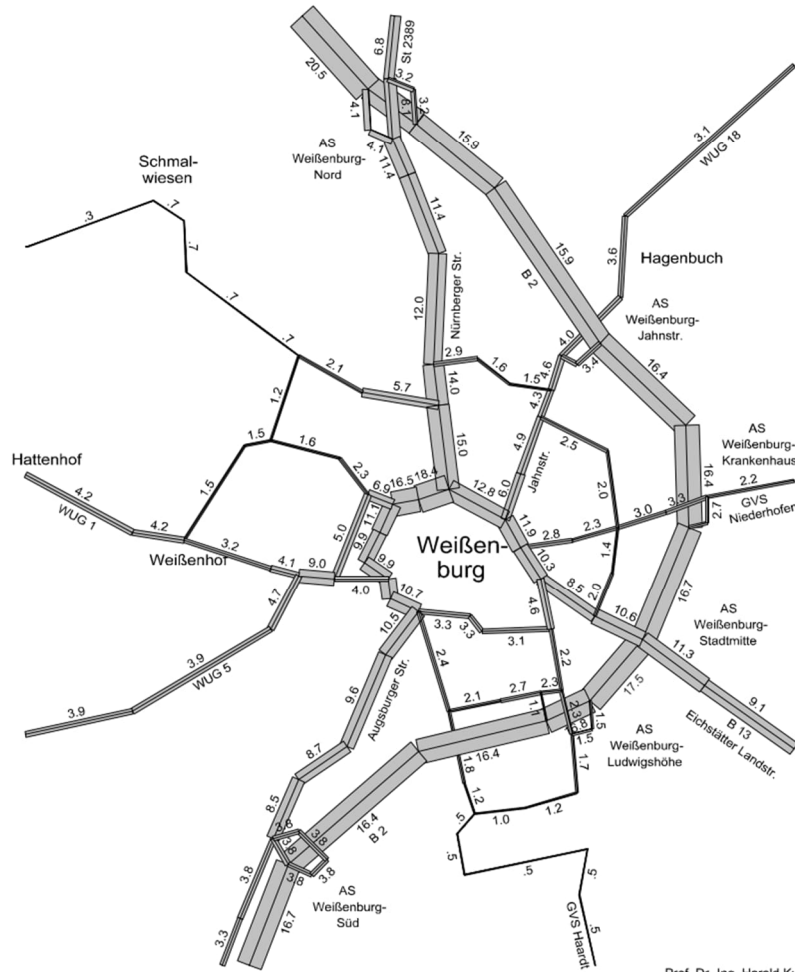 6.8
St 2389
20.5
3.2
3.2
4.1
4.1
AS
Weißenburg-
Nord
11.4
15.9
3.1
WUG 18
Schmal-
wiesen
.3
.7
.7
11.4
15.9
B 2
3.6
Hagenbuch
.7
12.0
Nürnberger Str.
AS
Weißenburg-
Jahnstr.
.7
2.1
2.9
1.6
1.5
4.0
4.6
3.4
16.4
5.7
14.0
4.3
1.2
1.5
1.6
15.0
4.9
2.5
Jahnstr.
AS
Weißenburg-
Krankenhaus
Hattenhof
4.2
WUG 1
4.2
1.5
2.3
6.9
16.5
18.4
12.8
6.0
2.0
16.4
2.2
GVS
Niederhofen
2.7
3.3
3.0
2.3
2.8
11.9
11.1
9.9
5.0
Weißenhof
3.2
4.1
9.0
4.0
9.9
Weißen-
burg
10.3
1.4
2.0
8.5
10.6
16.7
AS
Weißenburg-
Stadtmitte
4.7
10.7
10.5
3.3
3.3
3.1
4.6
11.3
3.9
WUG 5
3.9
9.6
Augsburger Str.
2.4
2.2
2.1
2.7
2.3
1.1
17.5
9.1
B 13
Eichstätter Landstr.
2.3
1.5
1.5
AS
Weißenburg-
Ludwigshöhe
8.7
16.4
1.8
1.7
8.5
1.2
1.0
1.2
16.4
B 2
3.8
3.8
3.8
3.8
3.8
3.8
.5
.5
.5
.5
.5
GVS Haardt
AS
Weißenburg-
Süd
3.3
16.7